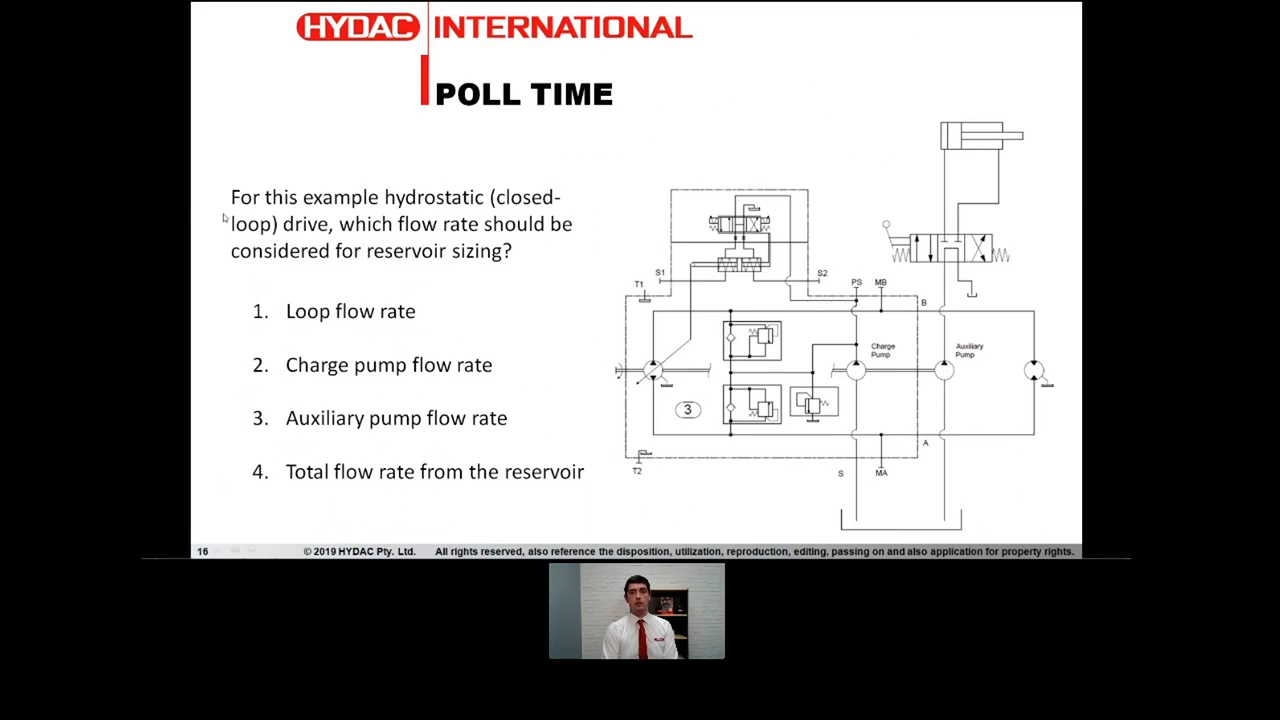 HYDAC INTERNATIONAL
POLL TIME
For this example hydrostatic (closed-
loop) drive, which flow rate should be
considered for reservoir sizing?
1. Loop flow rate
2. Charge pump flow rate
3. Auxiliary pump flow rate
4. Total flow rate from the reservoir
S1
S2
T1
PS
MB
B
Charge
Pump
Auxiliary
Pump
3
A
T2
S
MA
16
© 2019 HYDAC Pty. Ltd. All rights reserved, also reference the disposition, utilization, reproduction, editing, passing on and also application for property rights.